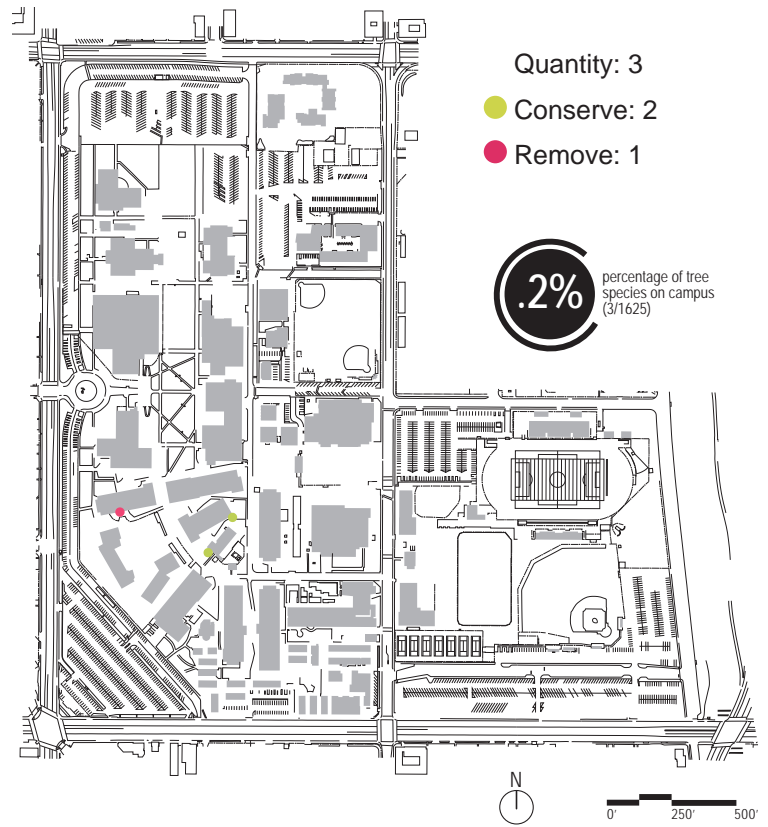 Quantity: 3
Conserve: 2
Remove: 1
.2%
percentage of tree
species on campus
(3/1625)
N
0' 250' 500'